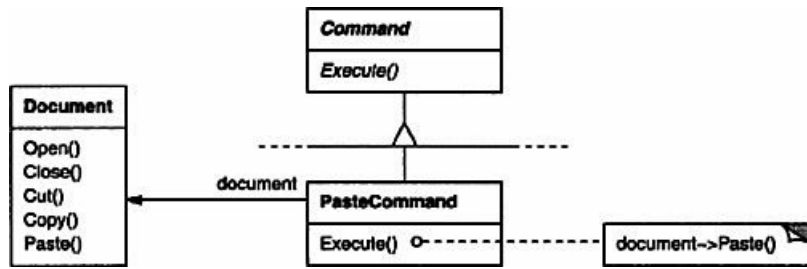 Command
Execute()
Document
Open()
Close()
Cut()
Copy()
Paste()
document
PasteCommand
Execute()
document->Paste()